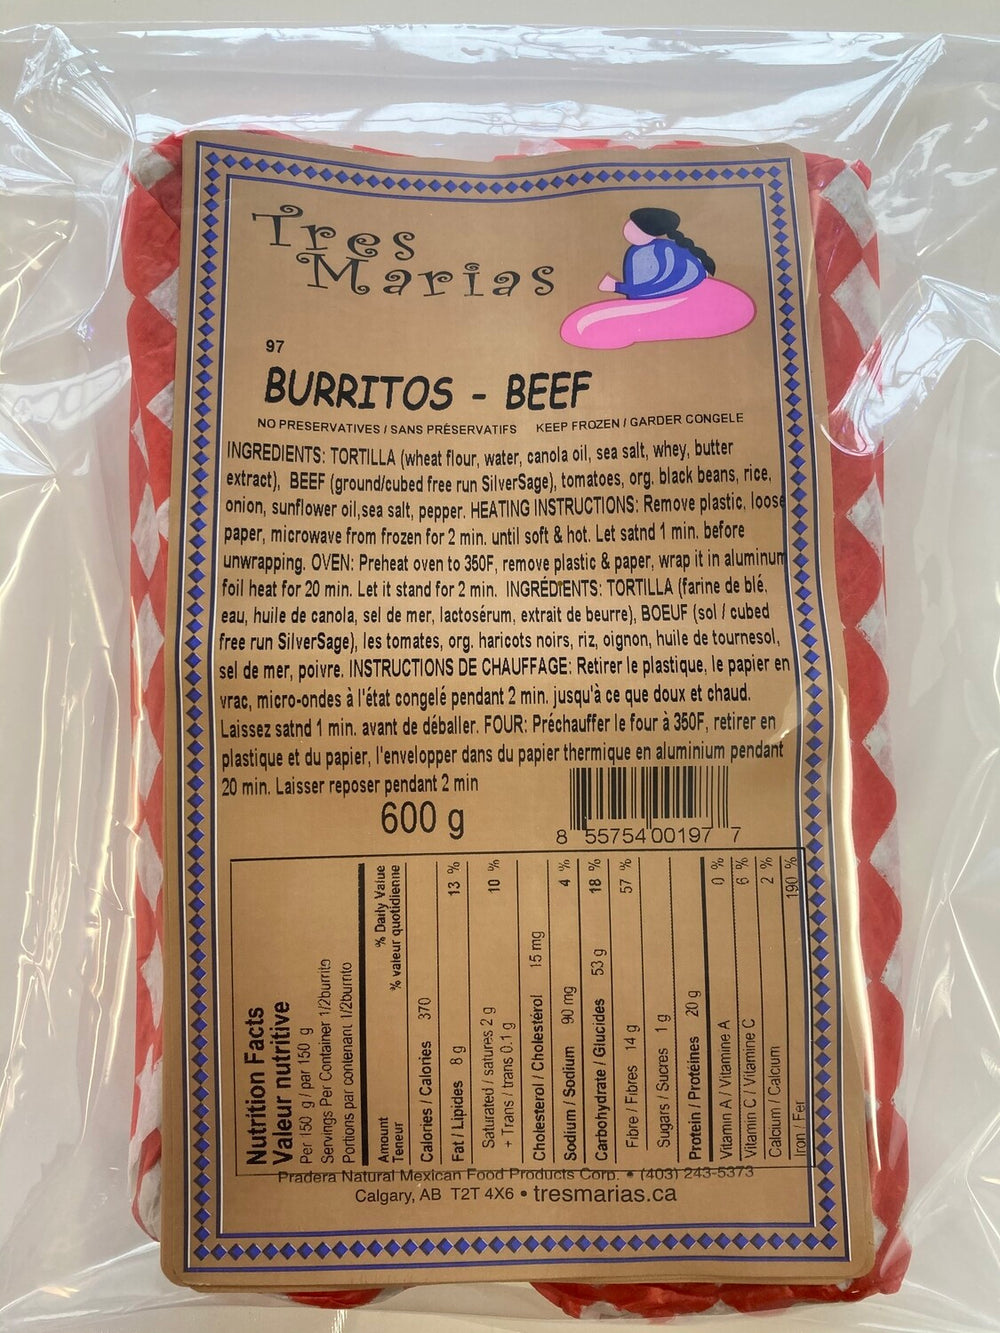 Tres
Marias
97
BURRITOS - BEEF
NO PRESERVATIVES / SANS PRÉSERVATIFS KEEP FROZEN / GARDER CONGELE
INGREDIENTS: TORTILLA (wheat flour, water, canola oil, sea salt, whey, butter
extract), BEEF (ground/cubed free run SilverSage), tomatoes, org. black beans, rice,
onion, sunflower oil, sea salt, pepper. HEATING INSTRUCTIONS: Remove plastic, loose
paper, microwave from frozen for 2 min. until soft & hot. Let satnd 1 min. before
unwrapping. OVEN: Preheat oven to 350F, remove plastic & paper, wrap it in aluminum
foil heat for 20 min. Let it stand for 2 min. INGRÉDIENTS: TORTILLA (farine de blé,
eau, huile de canola, sel de mer, lactosérum, extrait de beurre), BOEUF (sol / cubed
free run SilverSage), les tomates, org. haricots noirs, riz, oignon, huile de tournesol,
sel de mer, poivre. INSTRUCTIONS DE CHAUFFAGE: Retirer le plastique, le papier en
vrac, micro-ondes à l'état congelé pendant 2 min. jusqu'à ce que doux et chaud.
Laissez satnd 1 min. avant de déballer. FOUR: Préchauffer le four à 350F, retirer en
plastique et du papier, l'envelopper dans du papier thermique en aluminium pendant
20 min. Laisser reposer pendant 2 min
600 g
8 55754 00197 7
Nutrition Facts
Valeur nutritive
Per 150 g / par 150 g
Servings Per Container 1/2burrito
Portions par contenant 1/2burrito
Amount % Daily Value
Teneur % valeur quotidienne
Calories / Calories 370
Fat / Lipides 8 g 13 %
Saturated / satures 2 g 10 %
+ Trans / trans 0.1 g
Cholesterol / Cholestérol 15 mg
Sodium / Sodium 90 mg 4 %
Carbohydrate / Glucides 53 g 18 %
Fibre / Fibres 14 g 57 %
Sugars / Sucres 1 g
Protein / Protéines 20 g
Vitamin A / Vitamine A 0 %
Vitamin C / Vitamine C 6 %
Calcium / Calcium 2 %
Iron / Fer 190 %
Pradera Natural Mexican Food Products Corp. • (403) 243-5373
Calgary, AB T2T 4X6 • tresmarias.ca